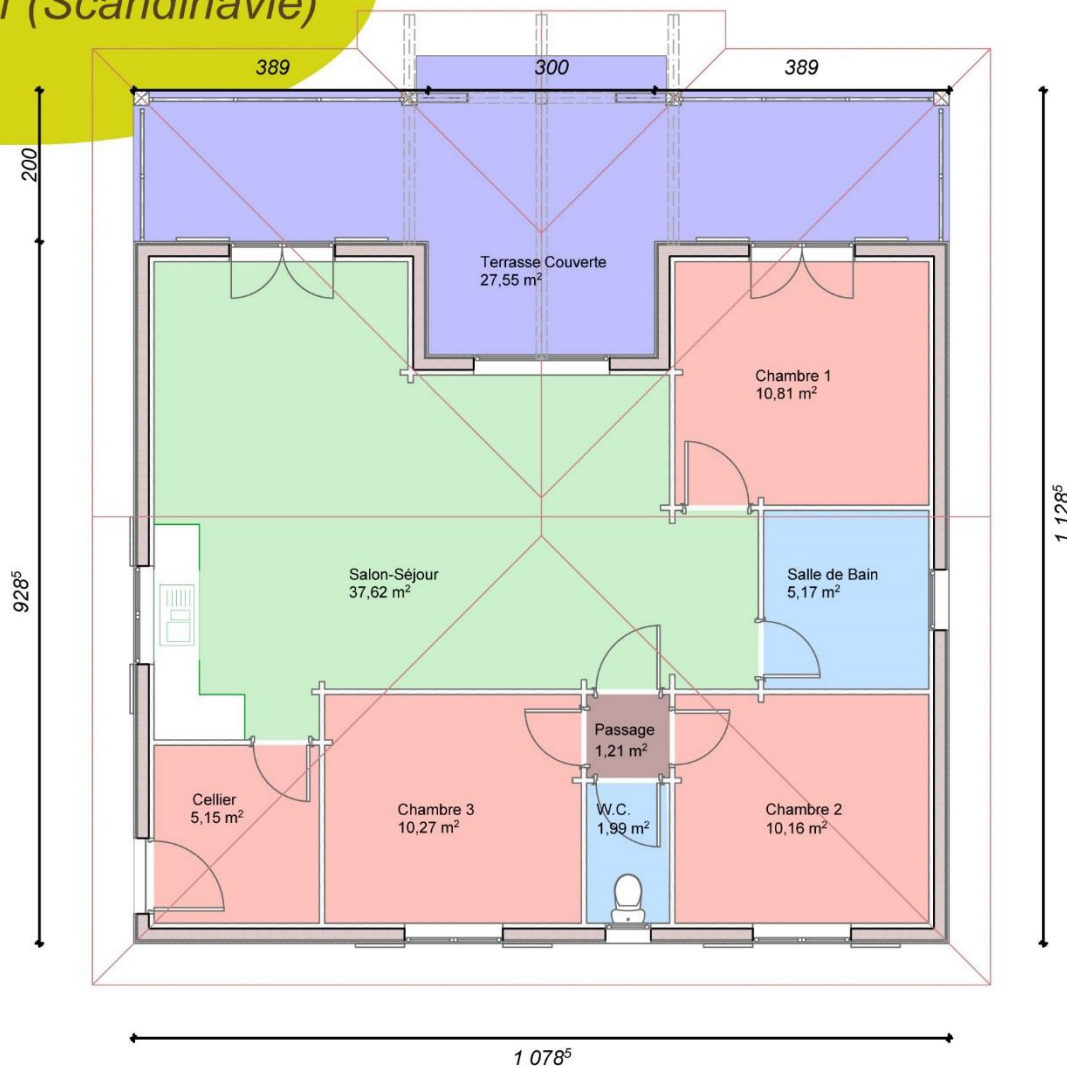 (Scandinavie)
389
300
389
200
Terrasse Couverte
27,55 m²
Chambre 1
10,81 m²
1 128⁵
928⁵
Salon-Séjour
37,62 m²
Salle de Bain
5,17 m²
Passage
1,21 m²
Cellier
5,15 m²
Chambre 3
10,27 m²
W.C.
1,99 m²
Chambre 2
10,16 m²
1 078⁵